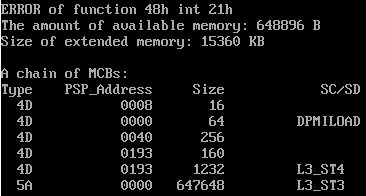 ERROR of function 48h int 21h
The amount of available memory: 648896 B
Size of extended memory: 15360 KB
A chain of MCBs:
Type PSP_Address Size SC/SD
4D 0008 16
4D 0000 64 DPMILOAD
4D 0040 256
4D 0193 160
4D 0193 1232 L3_ST4
5A 0000 647648 L3_ST3